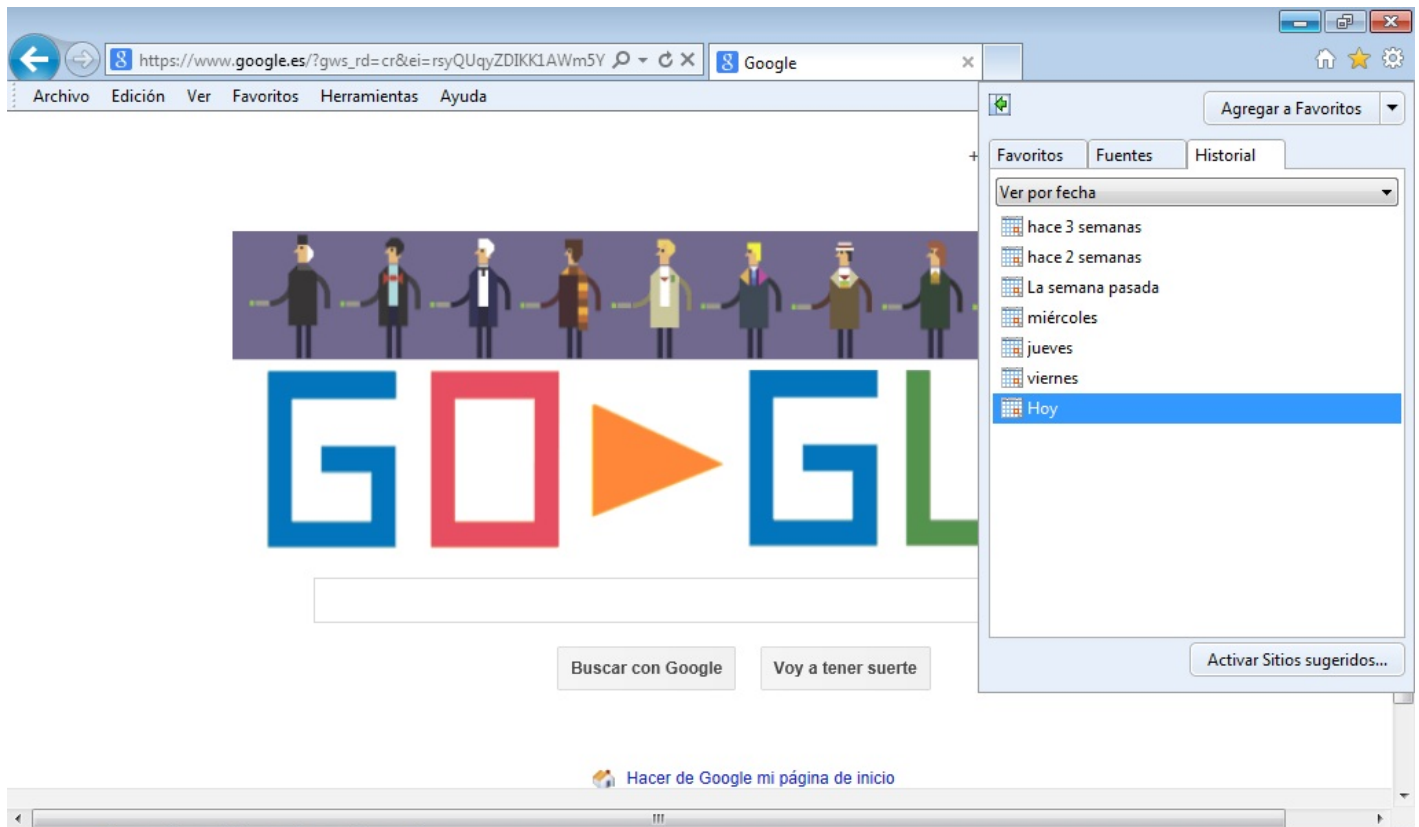 https://www.google.es/?gws_rd=cr&ei=rsyQUqyZDIKK1AWm5Y
Google
Archivo Edición Ver Favoritos Herramientas Ayuda
Agregar a Favoritos
+
Favoritos Fuentes Historial
Ver por fecha
hace 3 semanas
hace 2 semanas
La semana pasada
miércoles
jueves
viernes
Hoy
GO GL
Buscar con Google Voy a tener suerte
Activar Sitios sugeridos...
Hacer de Google mi página de inicio